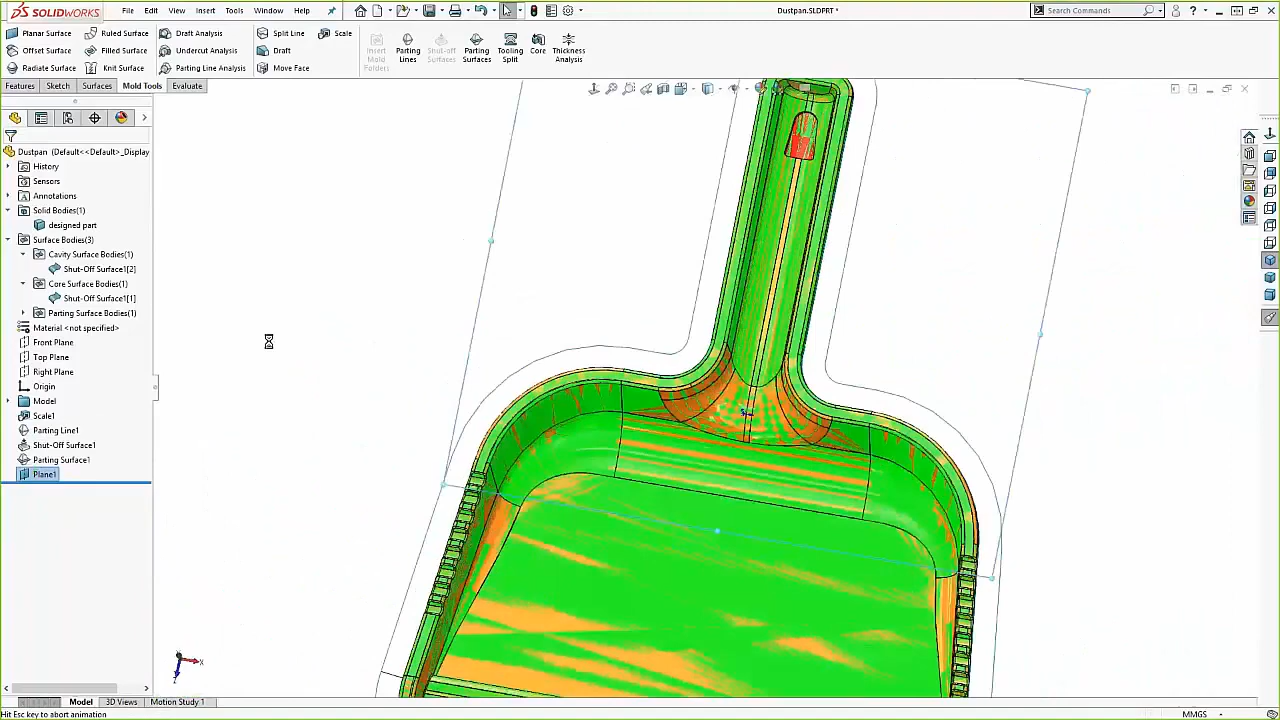 SOLIDWORKS
File
Edit
View
Insert
Tools
Window
Help
Dustpan.SLDPRT *
Search Commands
Planar Surface
Ruled Surface
Draft Analysis
Split Line
Scale
Offset Surface
Filled Surface
Undercut Analysis
Draft
Radiate Surface
Knit Surface
Parting Line Analysis
Move Face
Insert Mold Folders
Parting Lines
Shut-off Surfaces
Parting Surfaces
Tooling Split
Core
Thickness Analysis
Features
Sketch
Surfaces
Mold Tools
Evaluate
Dustpan (Default<<Default>_Display
History
Sensors
Annotations
Solid Bodies(1)
designed part
Surface Bodies(3)
Cavity Surface Bodies(1)
Shut-Off Surface1[2]
Core Surface Bodies(1)
Shut-Off Surface1[1]
Parting Surface Bodies(1)
Material <not specified>
Front Plane
Top Plane
Right Plane
Origin
Model
Scale1
Parting Line1
Shut-Off Surface1
Parting Surface1
Plane1
X
Z
Model
3D Views
Motion Study 1
Hit Esc key to abort animation
MMGS